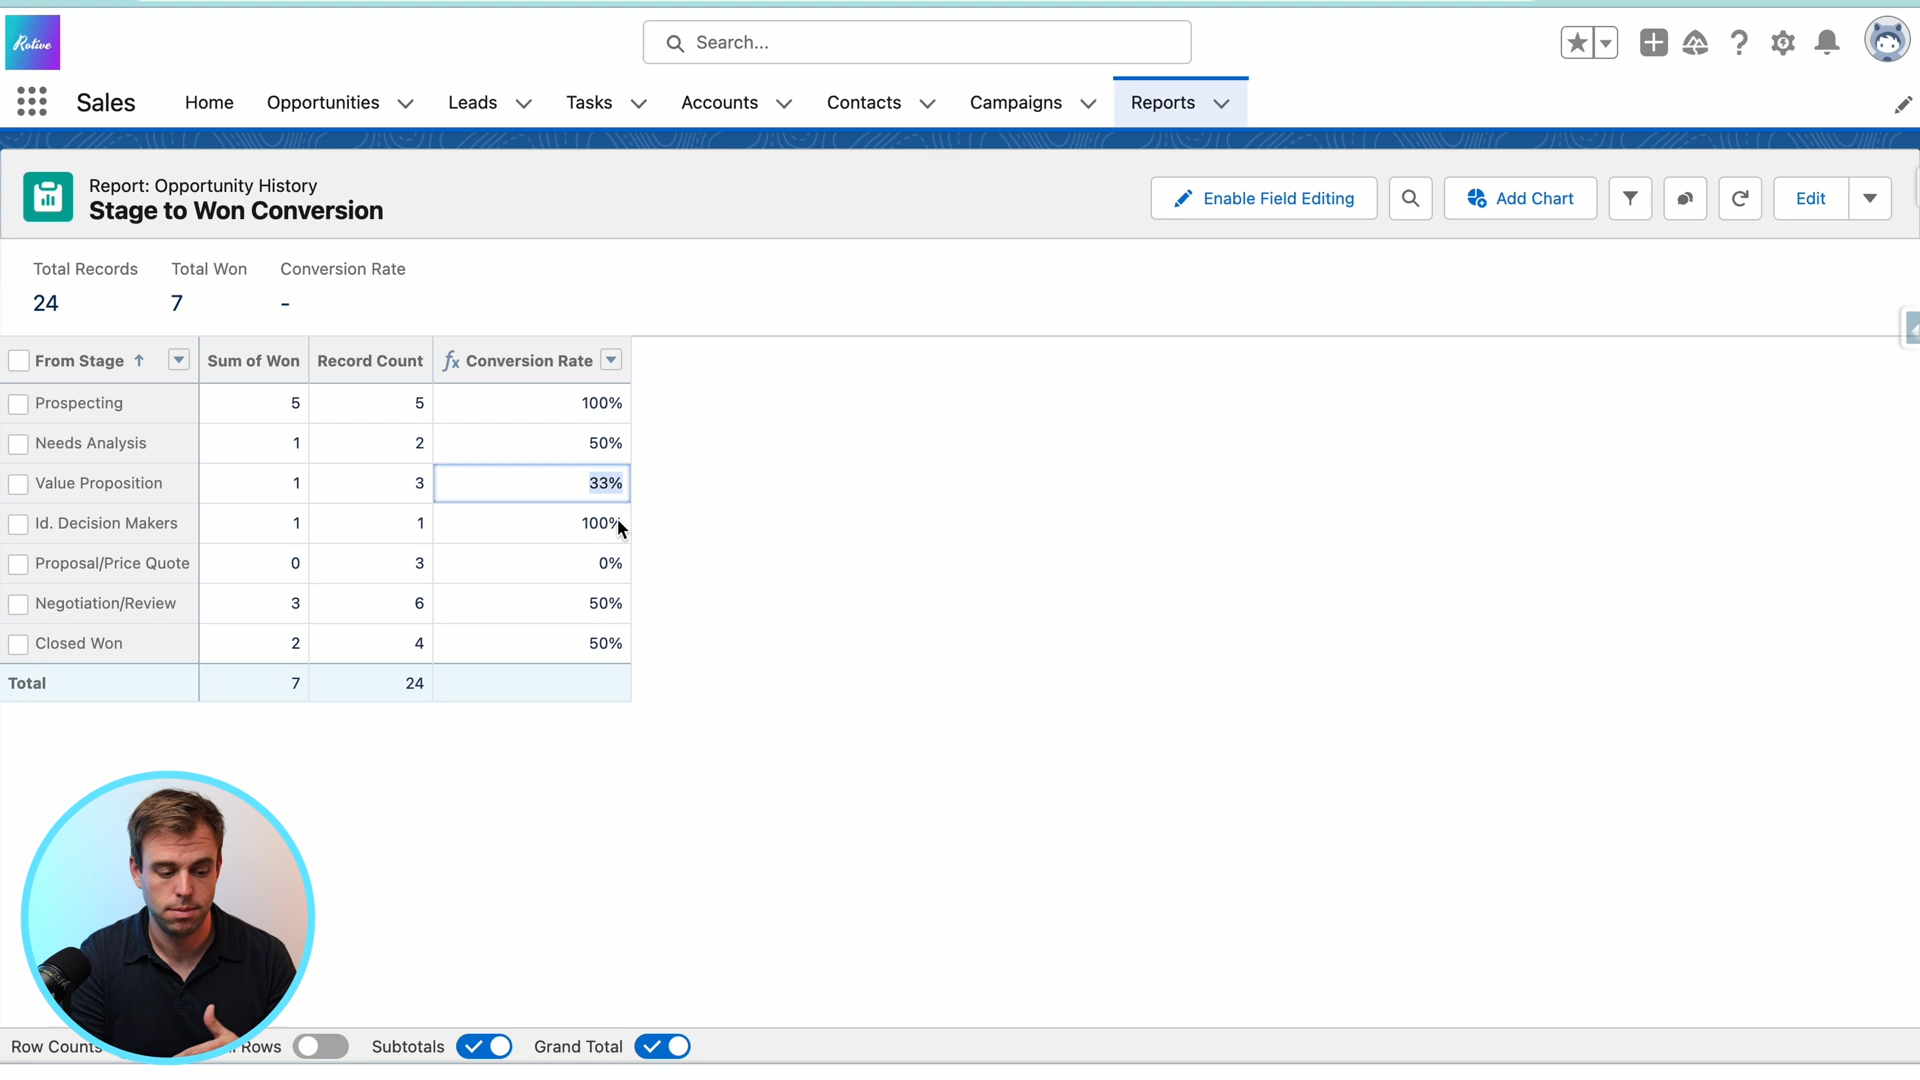 Rotive
Search...
Sales Home Opportunities Leads Tasks Accounts Contacts Campaigns Reports
Report: Opportunity History
Stage to Won Conversion
Enable Field Editing Add Chart Edit
Total Records Total Won Conversion Rate
24 7 -
From Stage ↑ Sum of Won Record Count fx Conversion Rate
Prospecting 5 5 100%
Needs Analysis 1 2 50%
Value Proposition 1 3 33%
Id. Decision Makers 1 1 100%
Proposal/Price Quote 0 3 0%
Negotiation/Review 3 6 50%
Closed Won 2 4 50%
Total 7 24
Row Counts Rows Subtotals Grand Total